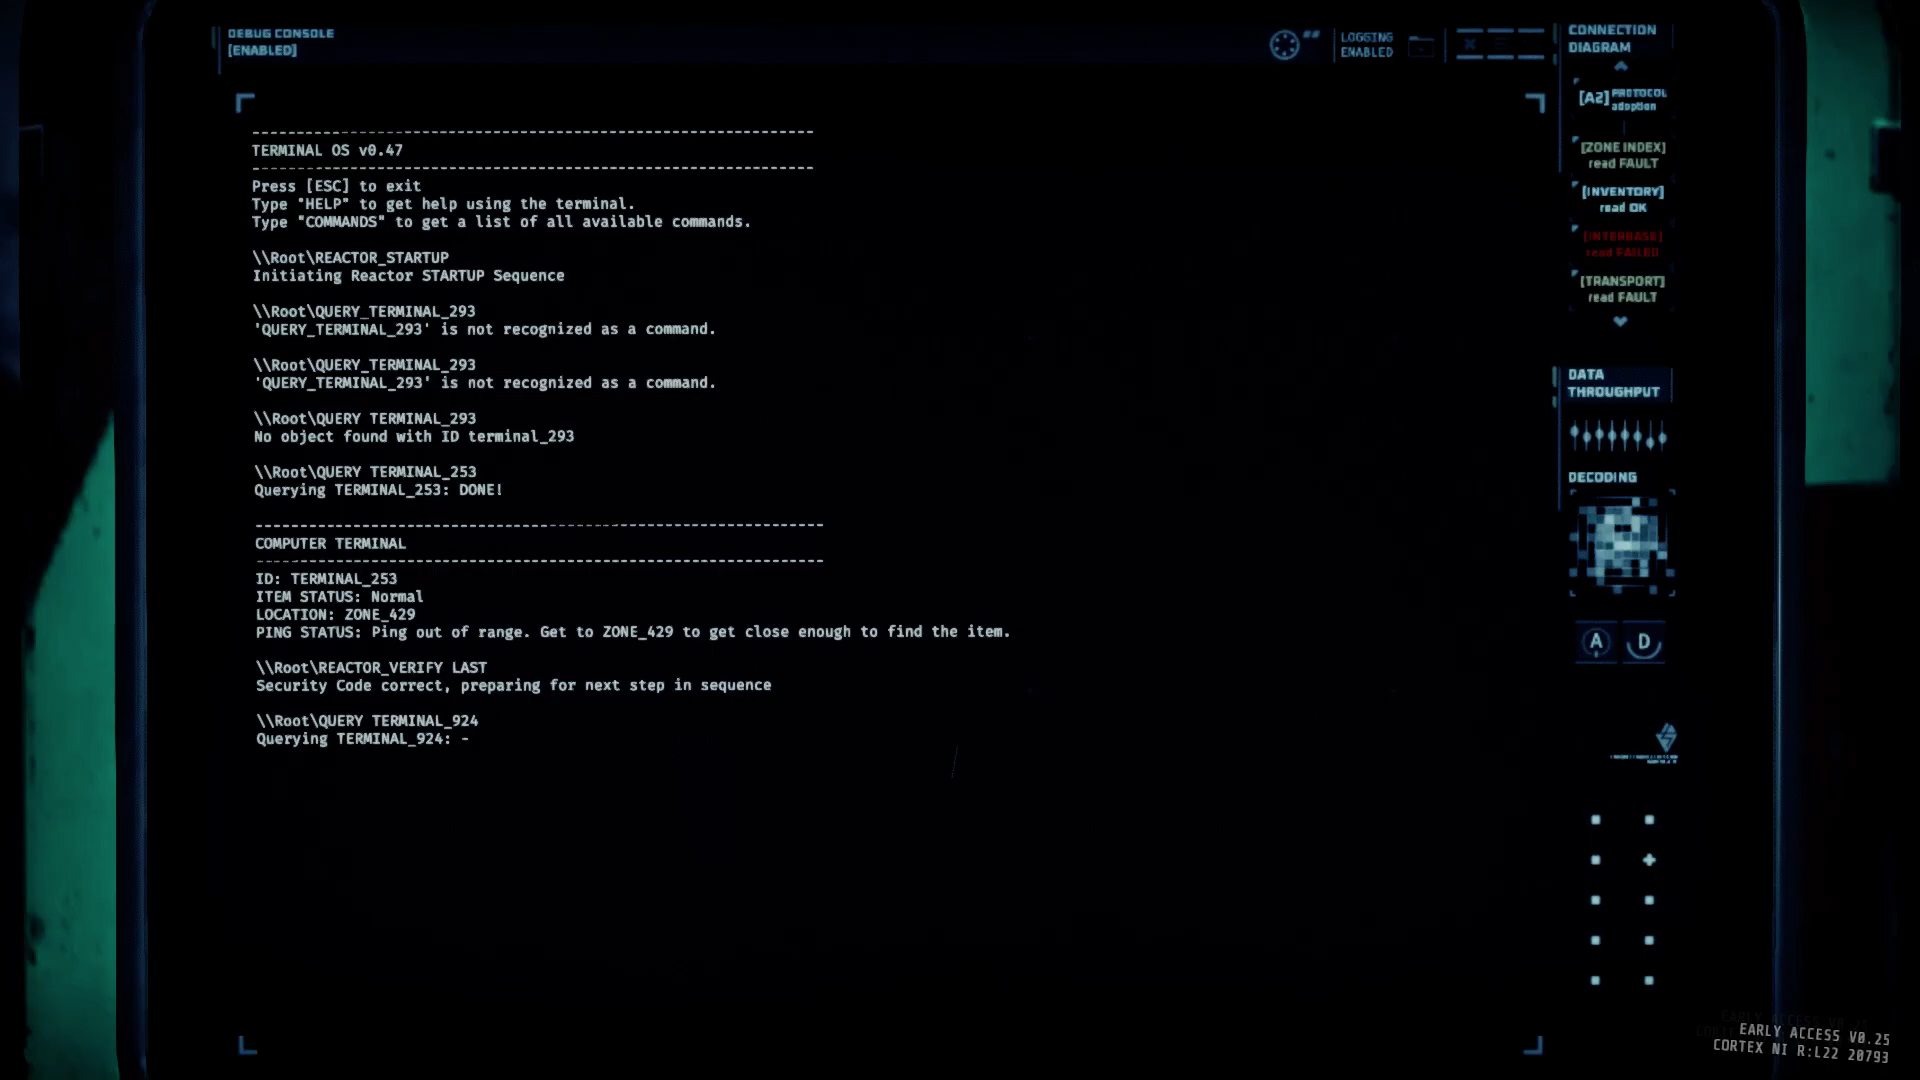 DEBUG CONSOLE
[ENABLED]
LOGGING
ENABLED
----------------------------------------------------------------
TERMINAL OS v0.47
----------------------------------------------------------------
Press [ESC] to exit
Type "HELP" to get help using the terminal.
Type "COMMANDS" to get a list of all available commands.
\\Root\REACTOR_STARTUP
Initiating Reactor STARTUP Sequence
\\Root\QUERY_TERMINAL_293
'QUERY_TERMINAL_293' is not recognized as a command.
\\Root\QUERY_TERMINAL_293
'QUERY_TERMINAL_293' is not recognized as a command.
\\Root\QUERY TERMINAL_293
No object found with ID terminal_293
\\Root\QUERY TERMINAL_253
Querying TERMINAL_253: DONE!
----------------------------------------------------------------
COMPUTER TERMINAL
----------------------------------------------------------------
ID: TERMINAL_253
ITEM STATUS: Normal
LOCATION: ZONE_429
PING STATUS: Ping out of range. Get to ZONE_429 to get close enough to find the item.
\\Root\REACTOR_VERIFY LAST
Security Code correct, preparing for next step in sequence
\\Root\QUERY TERMINAL_924
Querying TERMINAL_924: -
CONNECTION
DIAGRAM
[A2] PROTOCOL
adoption
[ZONE INDEX]
read FAULT
[INVENTORY]
read OK
[INTERBASE]
read FAILED
[TRANSPORT]
read FAULT
DATA
THROUGHPUT
DECODING
A D
EARLY ACCESS V0.25
CORTEX NI R:L22 20793